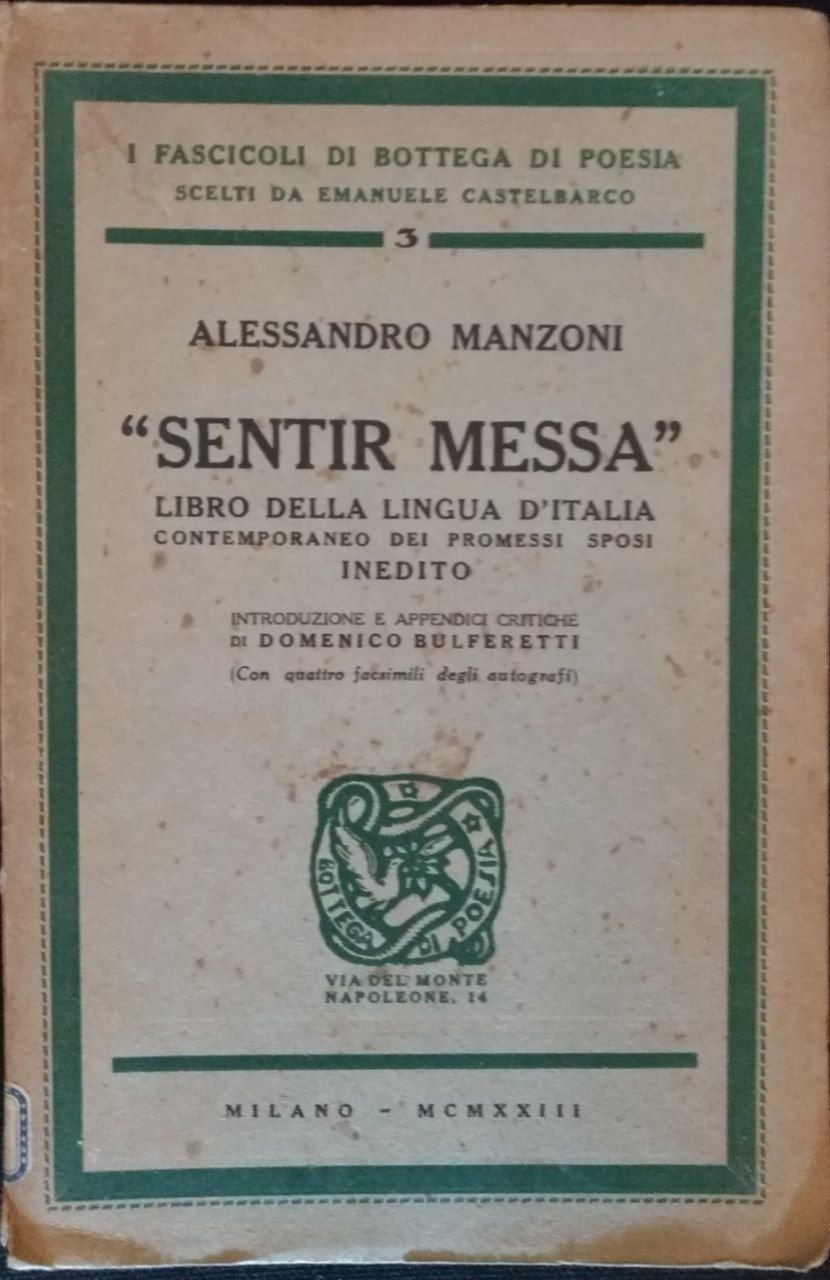 I FASCICOLI DI BOTTEGA DI POESIA
SCELTI DA EMANUELE CASTELBARCO
3
ALESSANDRO MANZONI
“SENTIR MESSA”
LIBRO DELLA LINGUA D'ITALIA
CONTEMPORANEO DEI PROMESSI SPOSI
INEDITO
INTRODUZIONE E APPENDICI CRITICHE
DI DOMENICO BULFERETTI
(Con quattro facsimili degli autografi)
BOTTEGA DI POESIA
VIA DEL MONTE
NAPOLEONE, 14
MILANO - MCMXXIII